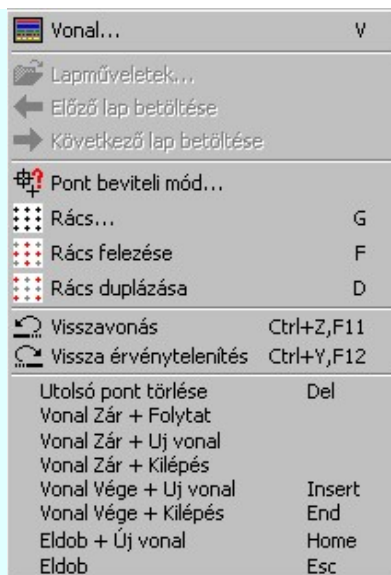 Vonal... V
Lapműveletek...
Előző lap betöltése
Következő lap betöltése
Pont beviteli mód...
Rács... G
Rács felezése F
Rács duplázása D
Visszavonás Ctrl+Z,F11
Vissza érvénytelenítés Ctrl+Y,F12
Utolsó pont törlése Del
Vonal Zár + Folytat
Vonal Zár + Uj vonal
Vonal Zár + Kilépés
Vonal Vége + Uj vonal Insert
Vonal Vége + Kilépés End
Eldob + Új vonal Home
Eldob Esc